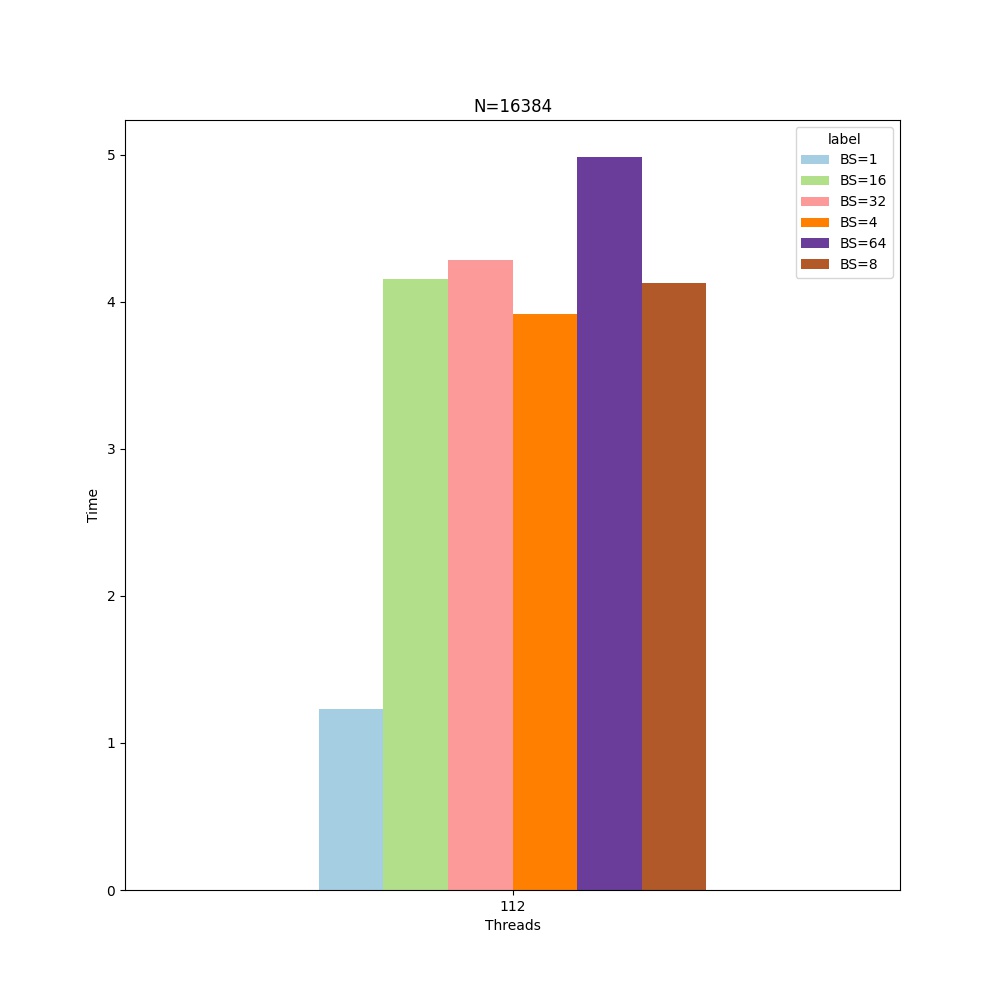 N=16384
label
BS=1
BS=16
BS=32
BS=4
BS=64
BS=8
5
4
3
2
1
0
Time
112
Threads